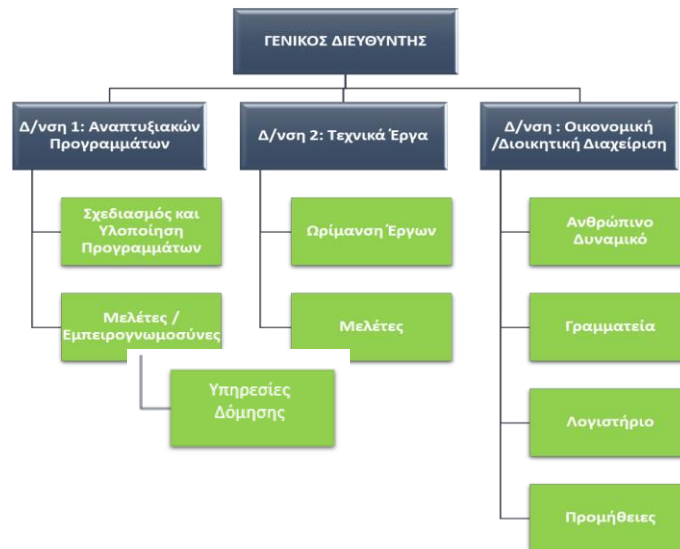 ΓΕΝΙΚΟΣ ΔΙΕΥΘΥΝΤΗΣ
Δ/νση 1: Αναπτυξιακών
Προγραμμάτων
Δ/νση 2: Τεχνικά Έργα
Δ/νση : Οικονομική
/Διοικητική Διαχείριση
Σχεδιασμός και
Υλοποίηση
Προγραμμάτων
Μελέτες /
Εμπειρογνωμοσύνες
Υπηρεσίες
Δόμησης
Ωρίμανση Έργων
Μελέτες
Ανθρώπινο
Δυναμικό
Γραμματεία
Λογιστήριο
Προμήθειες